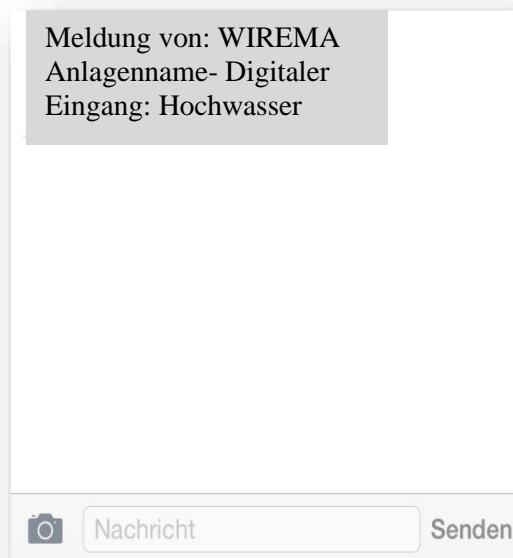 Meldung von: WIREMA
Anlagenname- Digitaler
Eingang: Hochwasser
Nachricht
Senden